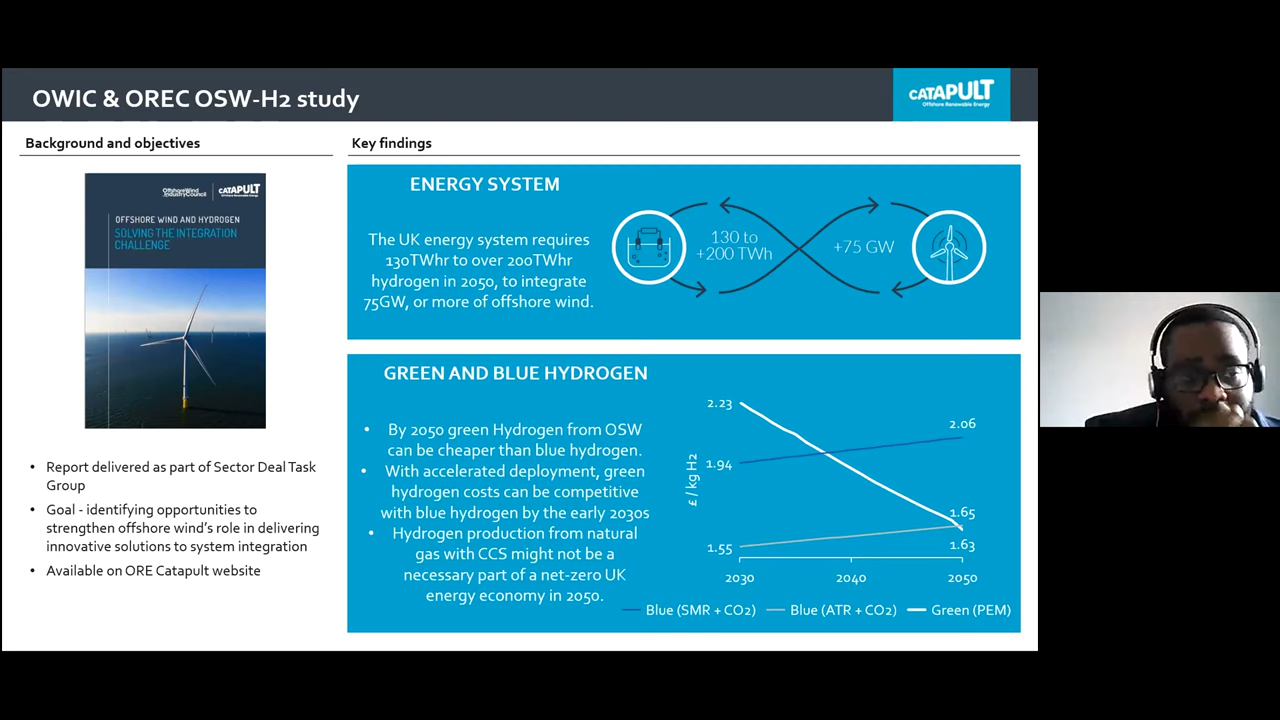 OWIC & OREC OSW-H2 study
CATAPULT
Offshore Renewable Energy
Background and objectives
OffshoreWind
IndustryCouncil
CATAPULT
Offshore Renewable Energy
OFFSHORE WIND AND HYDROGEN
SOLVING THE INTEGRATION
CHALLENGE
• Report delivered as part of Sector Deal Task
Group
• Goal - identifying opportunities to
strengthen offshore wind's role in delivering
innovative solutions to system integration
• Available on ORE Catapult website
Key findings
ENERGY SYSTEM
The UK energy system requires
130TWhr to over 200TWhr
hydrogen in 2050, to integrate
75GW, or more of offshore wind.
130 to
+200 TWh
+75 GW
GREEN AND BLUE HYDROGEN
• By 2050 green Hydrogen from OSW
can be cheaper than blue hydrogen.
• With accelerated deployment, green
hydrogen costs can be competitive
with blue hydrogen by the early 2030s
• Hydrogen production from natural
gas with CCS might not be a
necessary part of a net-zero UK
energy economy in 2050.
£ / kg H2
2.23
2.06
1.94
1.65
1.55
1.63
2030
2040
2050
Blue (SMR + CO2)
Blue (ATR + CO2)
Green (PEM)